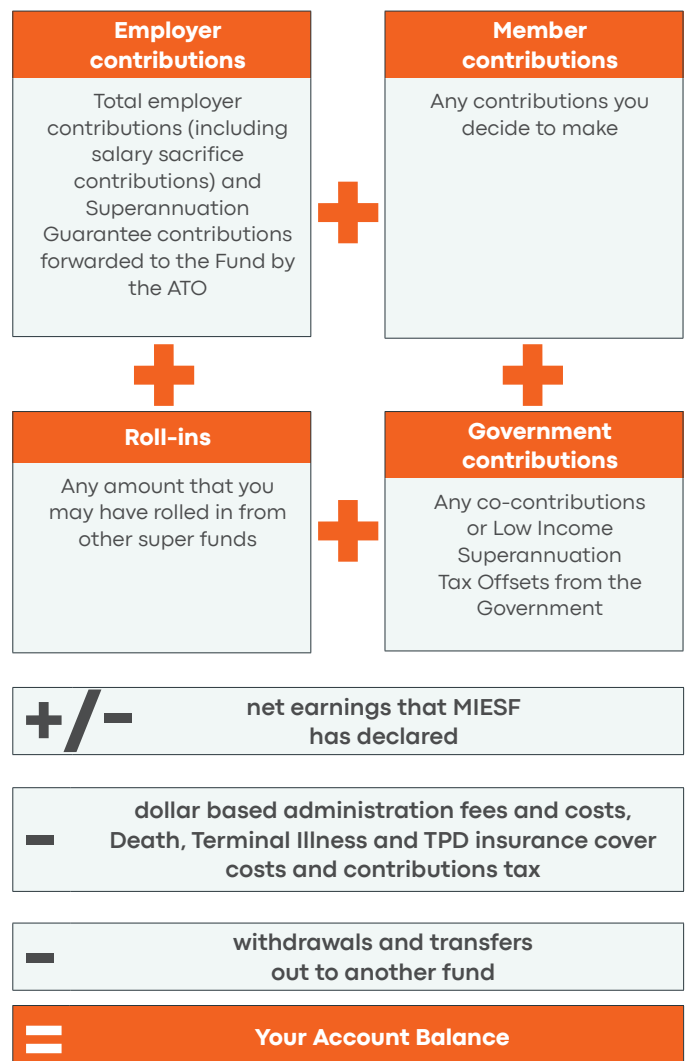 Employer
contributions
Total employer
contributions (including
salary sacrifice
contributions) and
Superannuation
Guarantee contributions
forwarded to the Fund by
the ATO
+
Member
contributions
Any contributions you
decide to make
+
+
Roll-ins
Any amount that you
may have rolled in from
other super funds
+
Government
contributions
Any co-contributions
or Low Income
Superannuation
Tax Offsets from the
Government
+/-
net earnings that MIESF
has declared
-
dollar based administration fees and costs,
Death, Terminal Illness and TPD insurance cover
costs and contributions tax
-
withdrawals and transfers
out to another fund
=
Your Account Balance